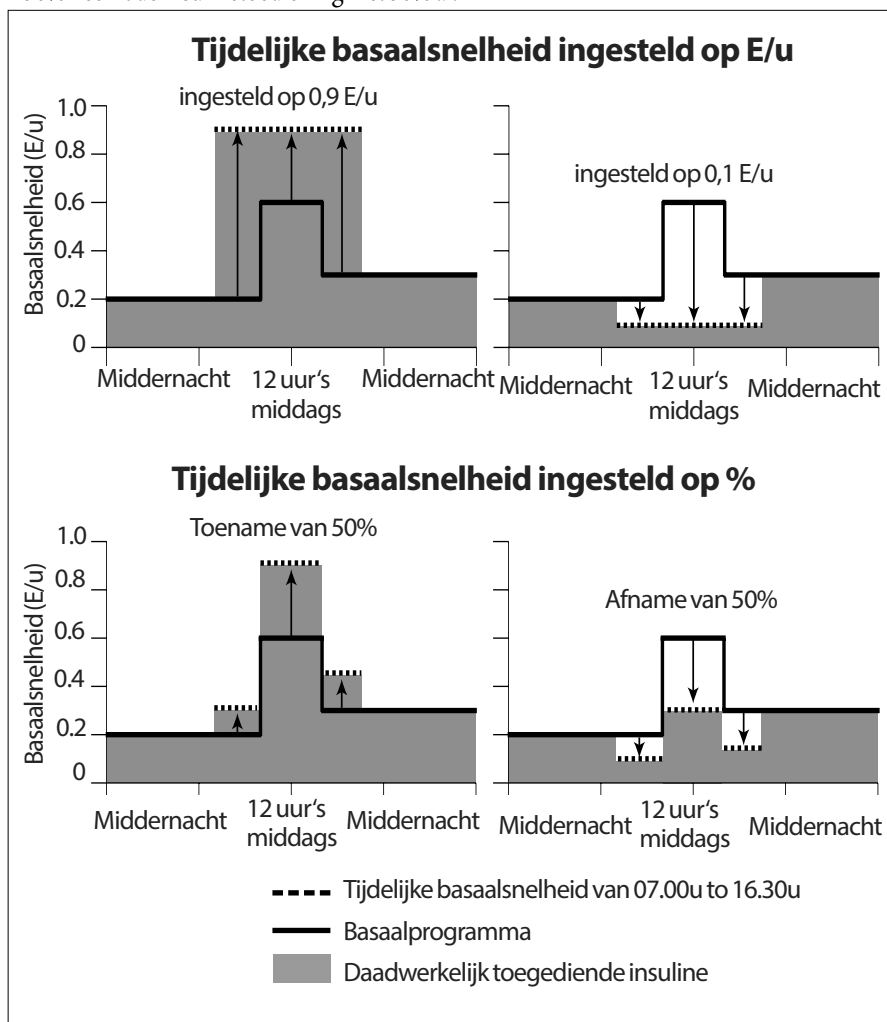 Tijdelijke basaalsnelheid ingesteld op E/u
ingesteld op 0,9 E/u
Basaalsnelheid (E/u)
1.0
0.8
0.6
0.4
0.2
0
Middernacht
12 uur‘s
middags
Middernacht
ingesteld op 0,1 E/u
Middernacht
12 uur‘s
middags
Middernacht
Tijdelijke basaalsnelheid ingesteld op %
Toename van 50%
Basaalsnelheid (E/u)
1.0
0.8
0.6
0.4
0.2
0
Middernacht
12 uur‘s
middags
Middernacht
Afname van 50%
Middernacht
12 uur‘s
middags
Middernacht
Tijdelijke basaalsnelheid van 07.00u to 16.30u
Basaalprogramma
Daadwerkelijk toegediende insuline